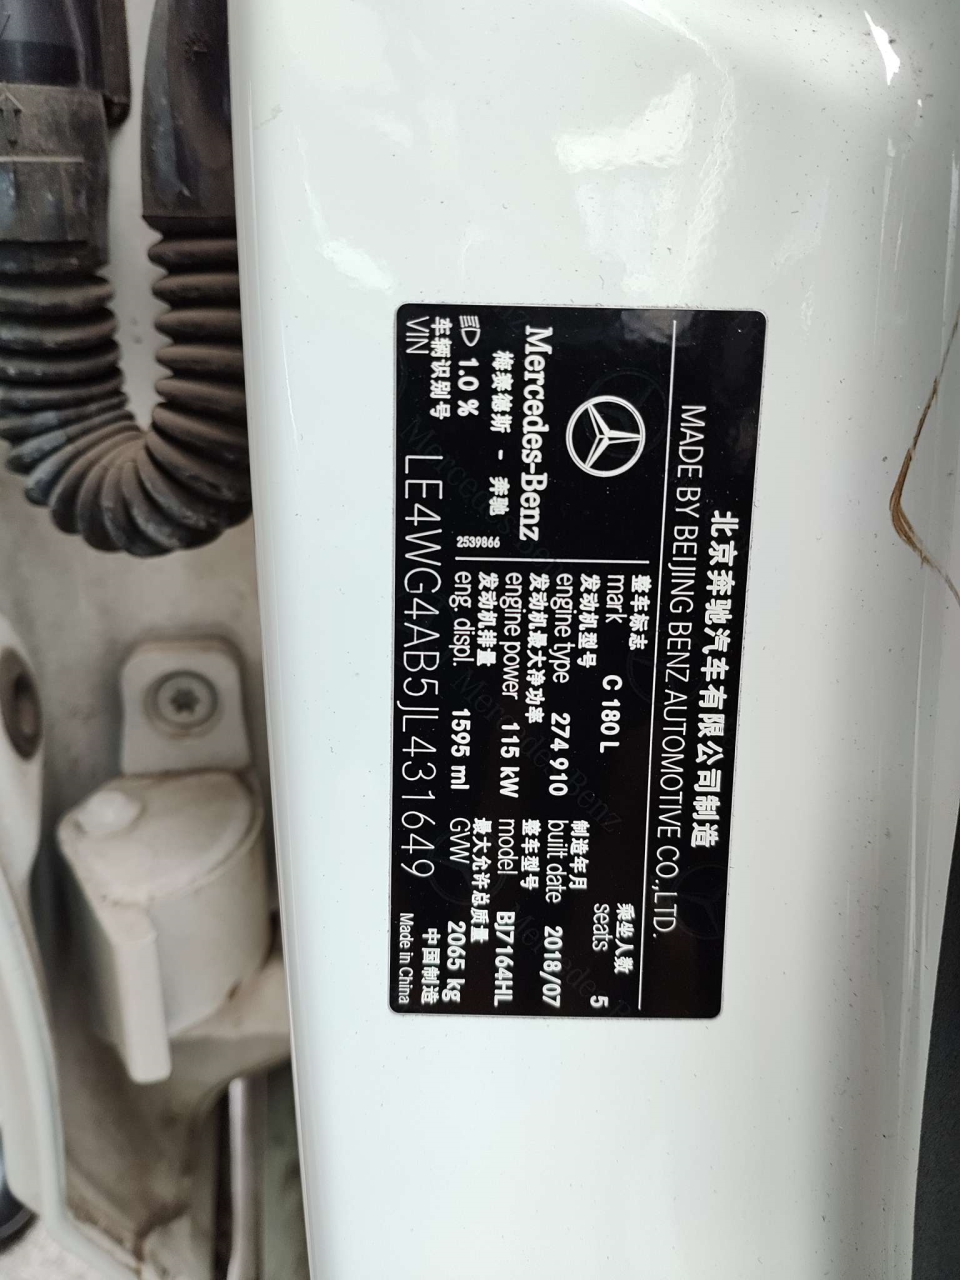 北京奔驰汽车有限公司制造
MADE BY BEIJING BENZ AUTOMOTIVE CO.,LTD.
Mercedes-Benz
梅赛德斯 - 奔驰
1.0 %
2539866
整车标志
mark C 180 L
乘坐人数
seats 5
发动机型号
engine type 274 910
制造年月
built date 2018/07
发动机最大净功率
engine power 115 kW
整车型号
model BJ7164HL
发动机排量
eng. displ. 1595 ml
最大允许总质量
GVW 2065 kg
车辆识别号
VIN LE4WG4AB5JL431649
中国制造
Made in China